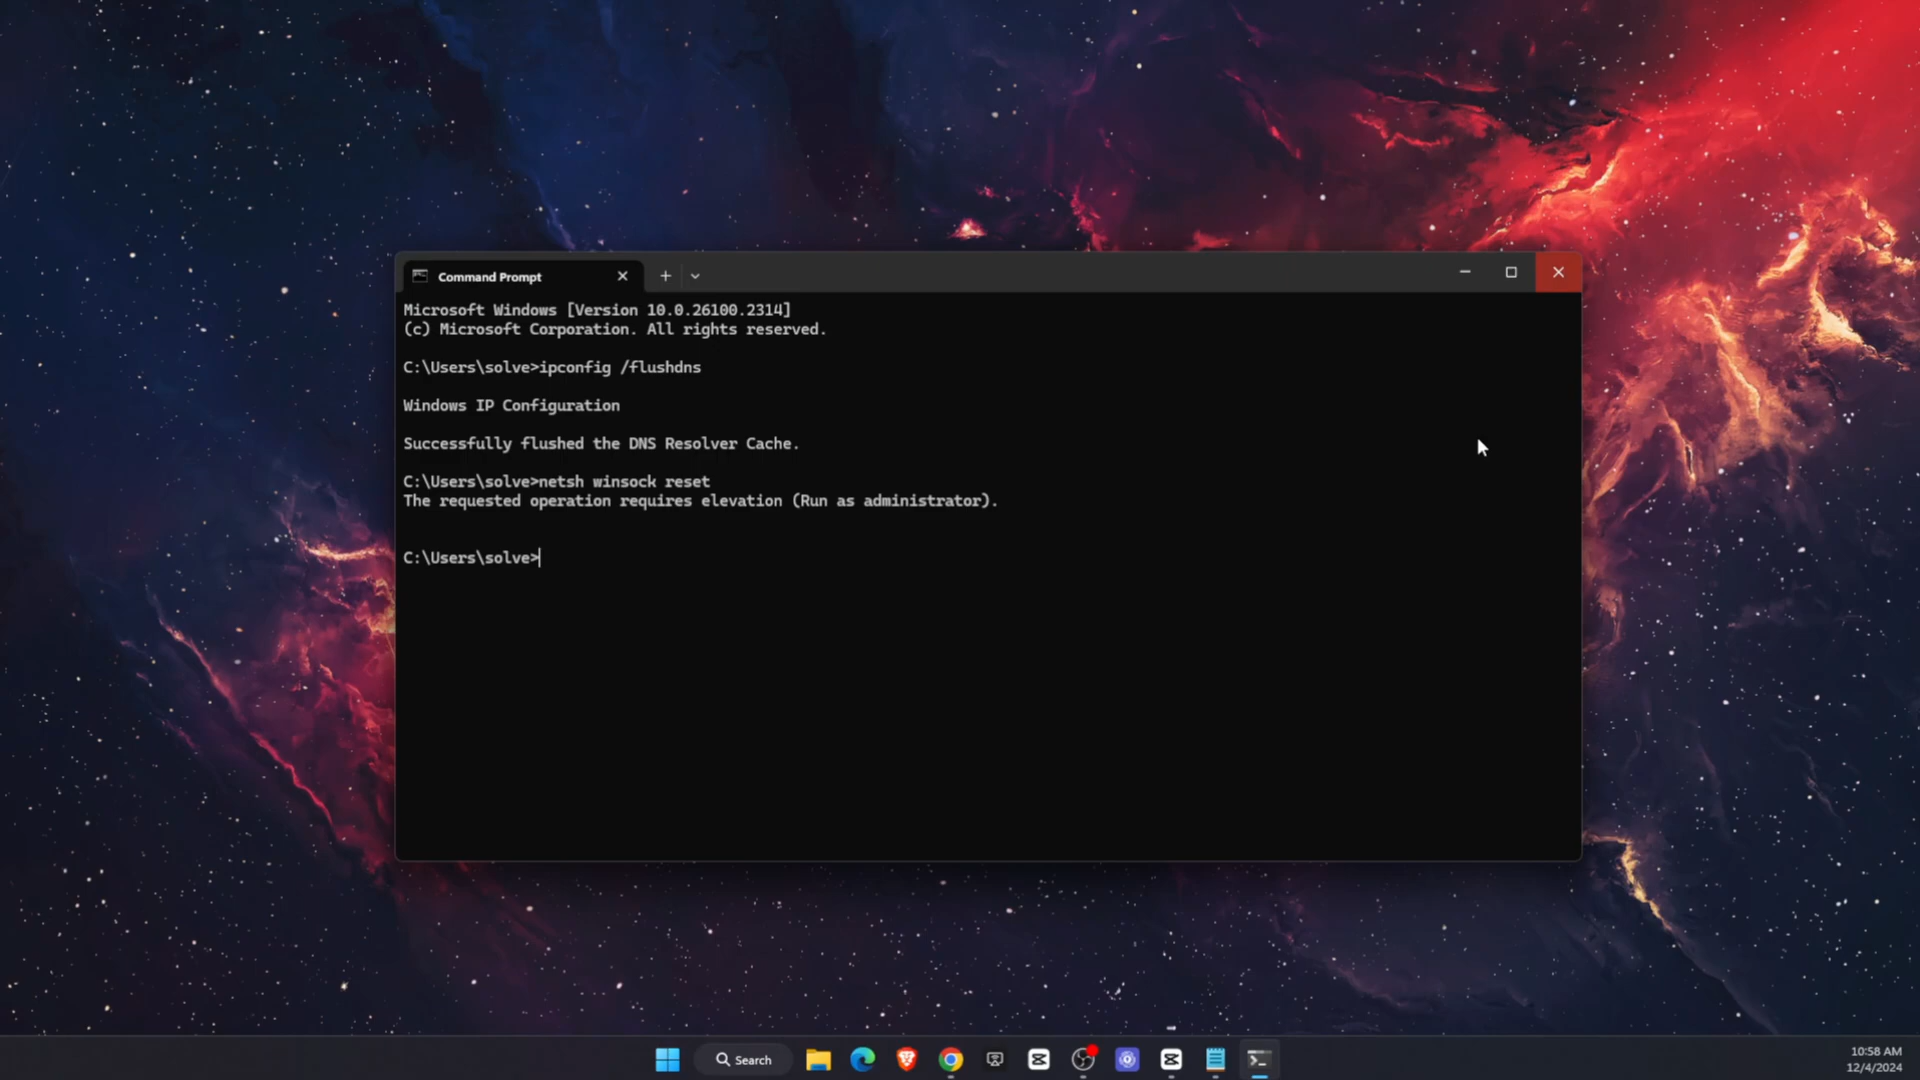 Command Prompt
Microsoft Windows [Version 10.0.26100.2314]
(c) Microsoft Corporation. All rights reserved.
C:\Users\solve>ipconfig /flushdns
Windows IP Configuration
Successfully flushed the DNS Resolver Cache.
C:\Users\solve>netsh winsock reset
The requested operation requires elevation (Run as administrator).
C:\Users\solve>
Search
10:58 AM
12/4/2024